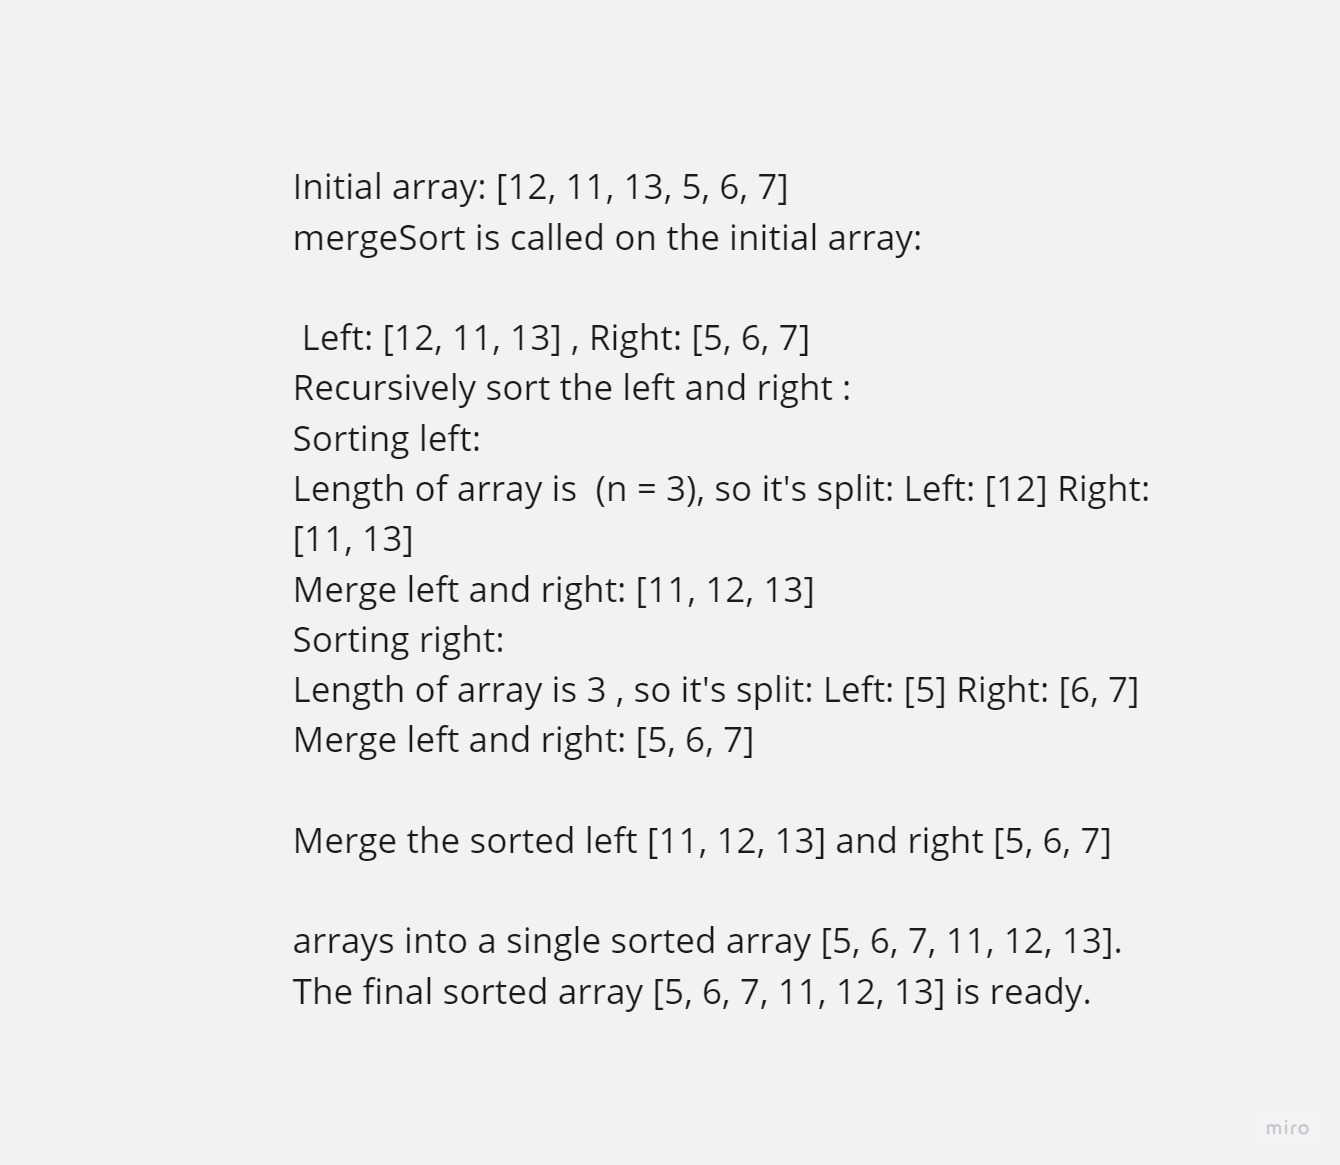 Initial array: [12, 11, 13, 5, 6, 7]
mergeSort is called on the initial array:
Left: [12, 11, 13] , Right: [5, 6, 7]
Recursively sort the left and right :
Sorting left:
Length of array is  (n = 3), so it's split: Left: [12] Right:
[11, 13]
Merge left and right: [11, 12, 13]
Sorting right:
Length of array is 3 , so it's split: Left: [5] Right: [6, 7]
Merge left and right: [5, 6, 7]
Merge the sorted left [11, 12, 13] and right [5, 6, 7]
arrays into a single sorted array [5, 6, 7, 11, 12, 13].
The final sorted array [5, 6, 7, 11, 12, 13] is ready.
miro